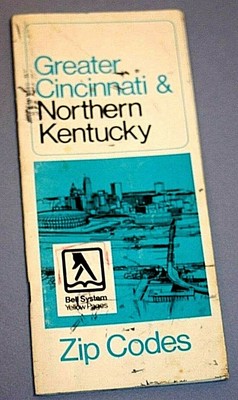 Greater
Cincinnati &
Northern
Kentucky
Bell System
Yellow Pages
Zip Codes